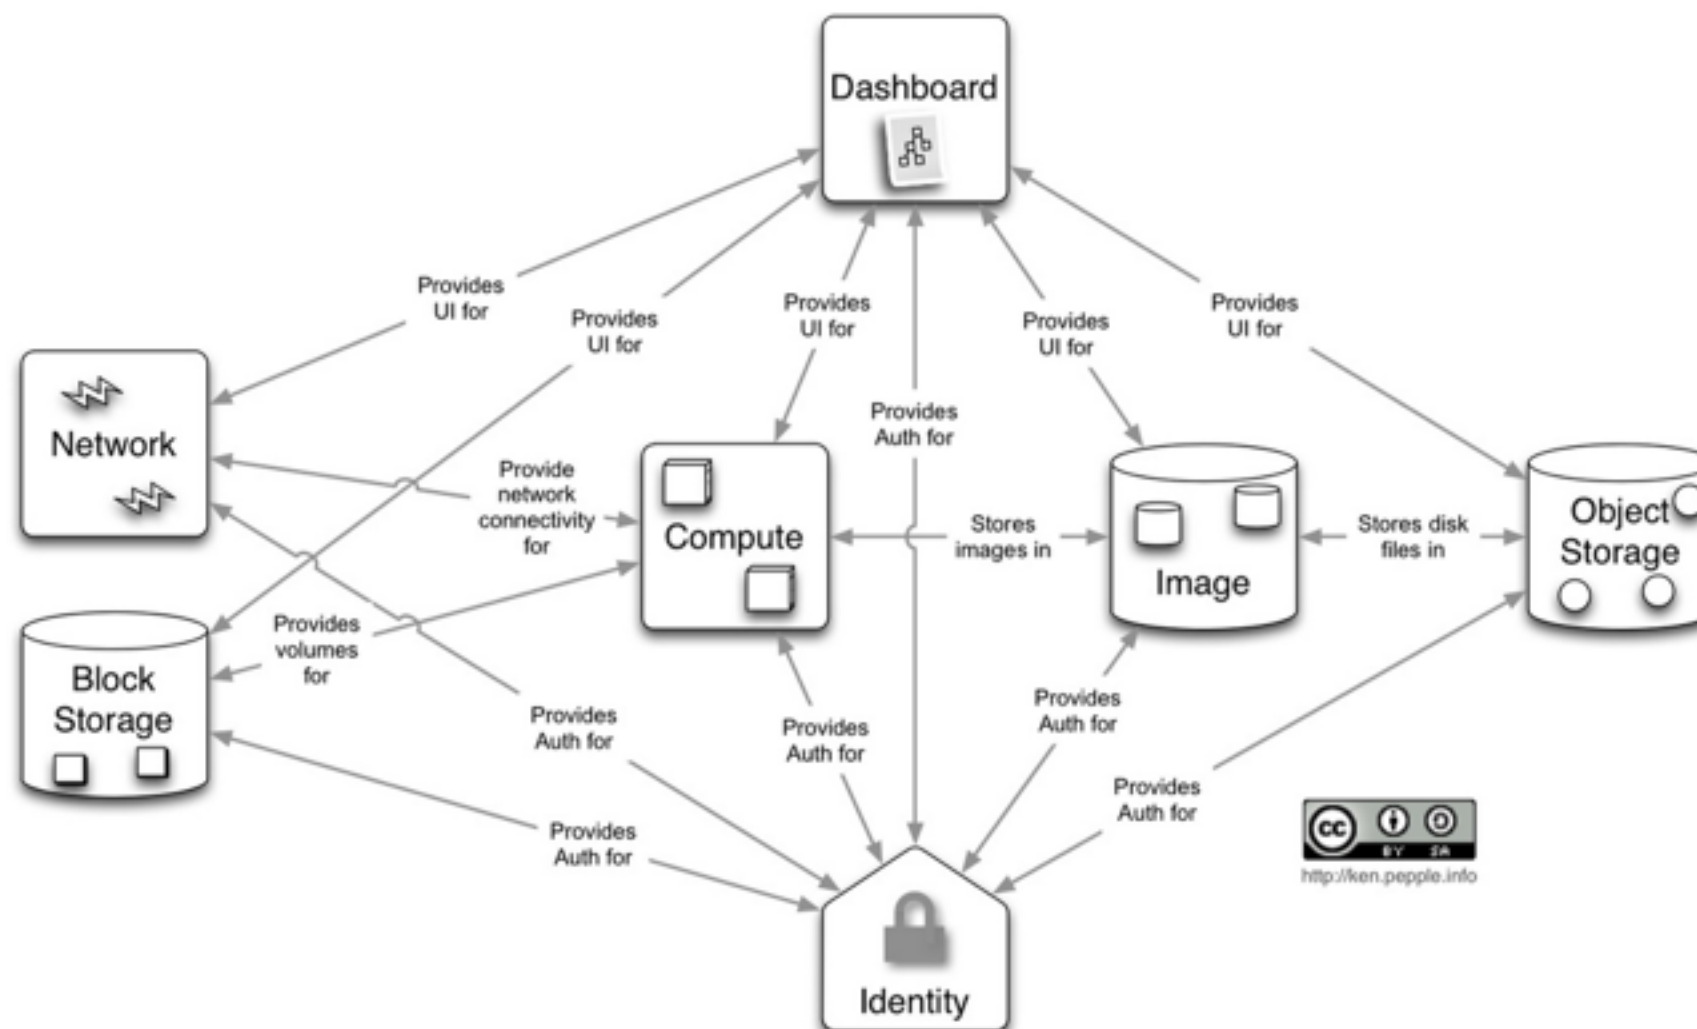 Dashboard
Provides
UI for
Provides
UI for
Provides
UI for
Provides
UI for
Provides
UI for
Provides
Auth for
Network
Provide
network
connectivity
for
Compute
Stores
images in
Image
Stores disk
files in
Object
Storage
Block
Storage
Provides
volumes
for
Provides
Auth for
Provides
Auth for
Provides
Auth for
Provides
Auth for
Provides
Auth for
cc
BY SA
http://ken.pepple.info
Identity